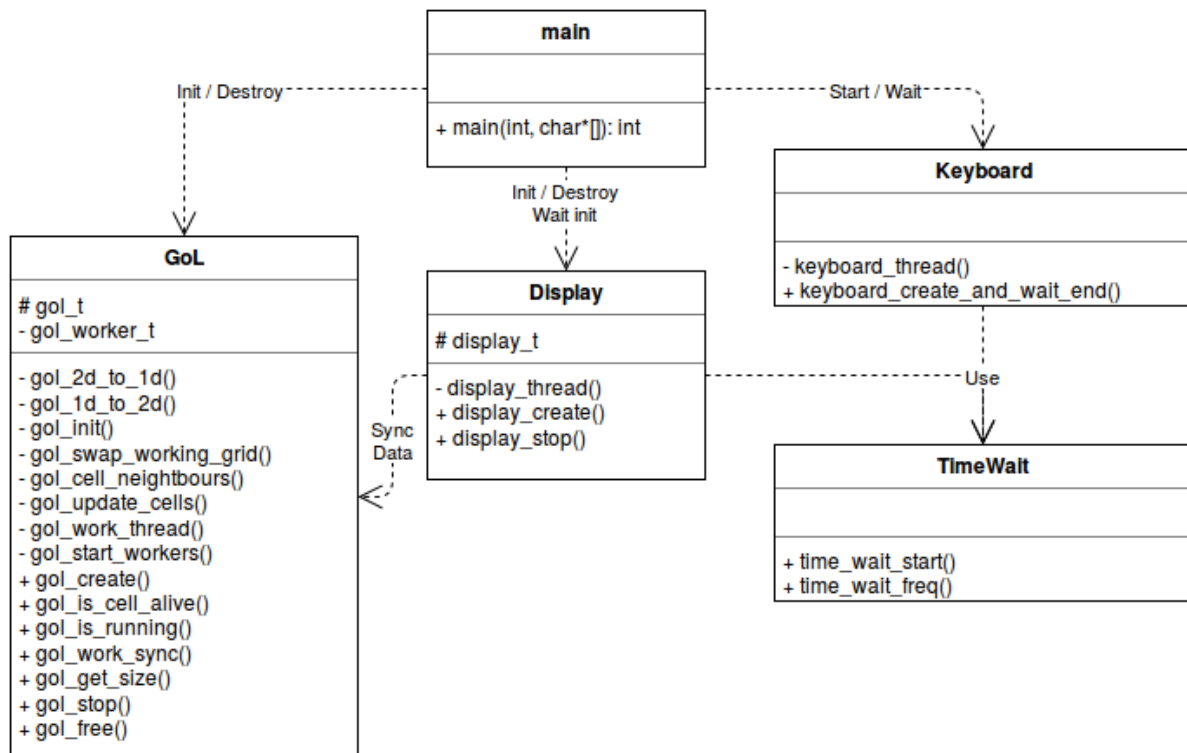 main
Init / Destroy
Start / Wait
+ main(int, char*[]): int
Keyboard
Init / Destroy
Wait init
- keyboard_thread()
+ keyboard_create_and_wait_end()
GoL
# gol_t
- gol_worker_t
- gol_2d_to_1d()
- gol_1d_to_2d()
- gol_init()
- gol_swap_working_grid()
- gol_cell_neightbours()
- gol_update_cells()
- gol_work_thread()
- gol_start_workers()
+ gol_create()
+ gol_is_cell_alive()
+ gol_is_running()
+ gol_work_sync()
+ gol_get_size()
+ gol_stop()
+ gol_free()
Display
# display_t
- display_thread()
+ display_create()
+ display_stop()
Sync
Data
Use
TimeWait
+ time_wait_start()
+ time_wait_freq()